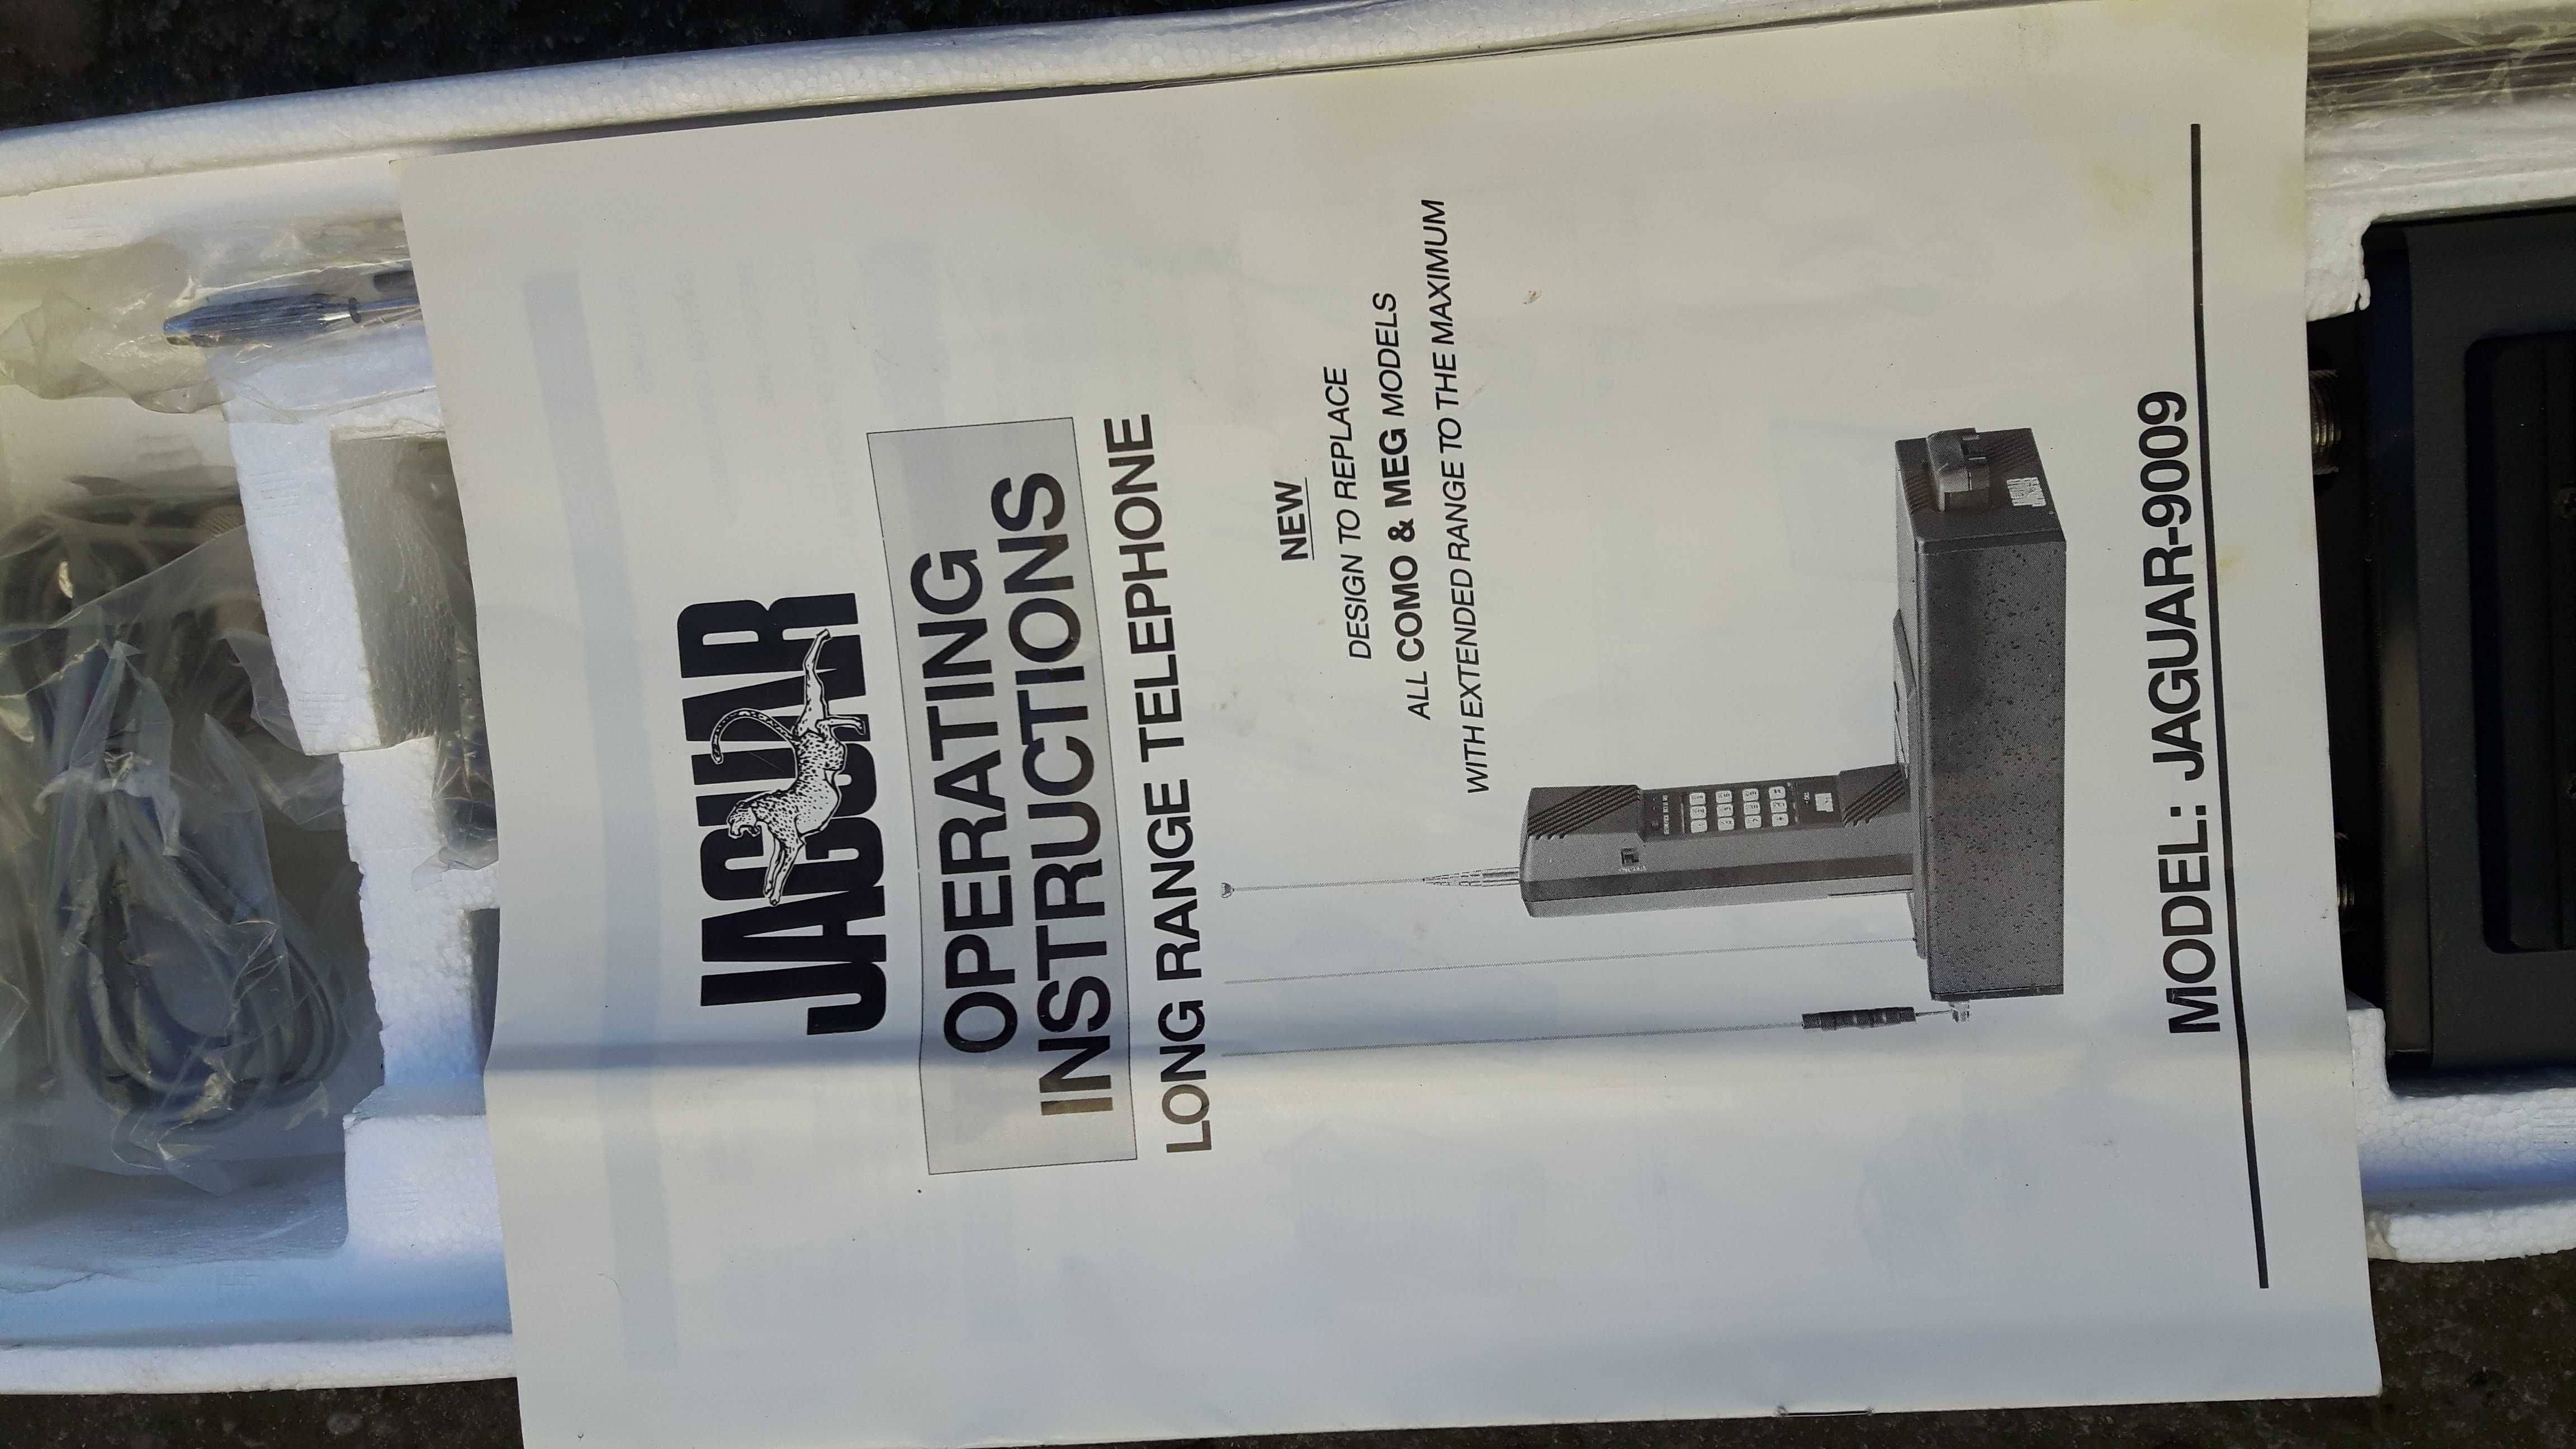 JAGUAR
OPERATING
INSTRUCTIONS
LONG RANGE TELEPHONE
NEW
DESIGN TO REPLACE
ALL COMO & MEG MODELS
WITH EXTENDED RANGE TO THE MAXIMUM
JAGUAR
MODEL: JAGUAR-9009